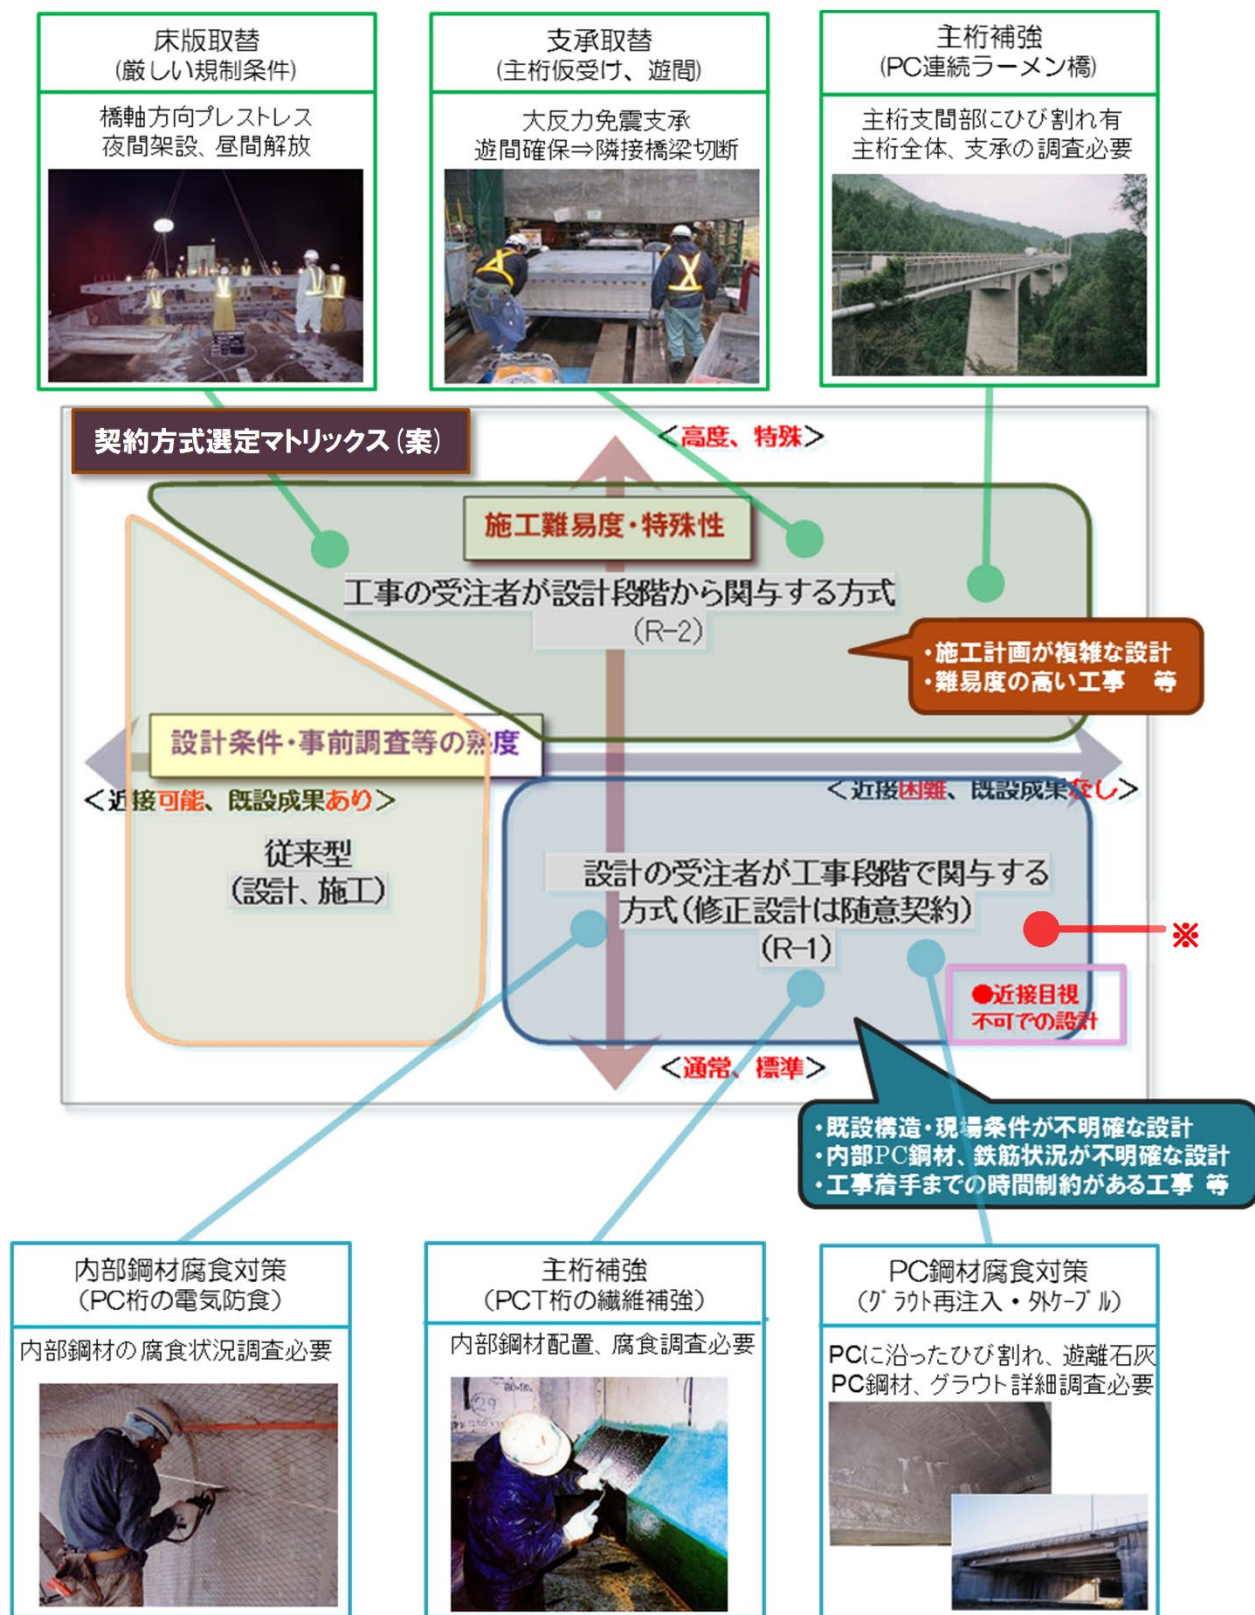 床版取替
(厳しい規制条件)
橋軸方向プレストレス
夜間架設、昼間解放
支承取替
(主桁仮受け、遊間)
大反力免震支承
遊間確保⇒隣接橋梁切断
主桁補強
(PC連続ラーメン橋)
主桁支間部にひび割れ有
主桁全体、支承の調査必要
契約方式選定マトリックス(案)
＜高度、特殊＞
施工難易度・特殊性
工事の受注者が設計段階から関与する方式
(R-2)
・施工計画が複雑な設計
・難易度の高い工事　等
設計条件・事前調査等の熟度
＜近接可能、既設成果あり＞
＜近接困難、既設成果なし＞
従来型
(設計、施工)
設計の受注者が工事段階で関与する
方式(修正設計は随意契約)
(R-1)
※
●近接目視
不可での設計
＜通常、標準＞
・既設構造・現場条件が不明確な設計
・内部PC鋼材、鉄筋状況が不明確な設計
・工事着手までの時間制約がある工事 等
内部鋼材腐食対策
(PC桁の電気防食)
内部鋼材の腐食状況調査必要
主桁補強
(PCT桁の繊維補強)
内部鋼材配置、腐食調査必要
PC鋼材腐食対策
(グラウト再注入・外ケーブル)
PCに沿ったひび割れ、遊離石灰
PC鋼材、グラウト詳細調査必要